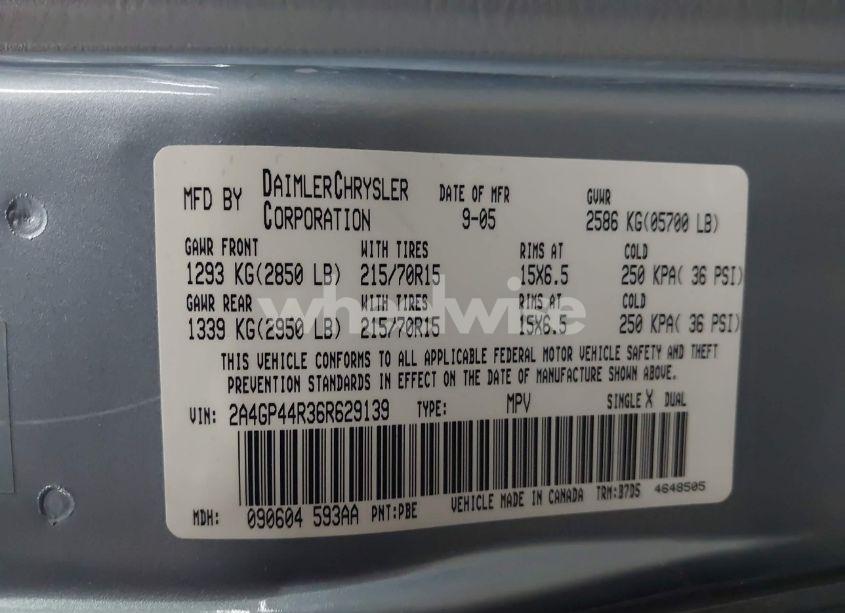 MFD BY DAIMLERCHRYSLER CORPORATION DATE OF MFR 9-05 GVWR 2586 KG(05700 LB)
GAWR FRONT WITH TIRES RIMS AT COLD
1293 KG(2850 LB) 215/70R15 15X6.5 250 KPA( 36 PSI)
GAWR REAR WITH TIRES RIMS AT COLD
1339 KG(2950 LB) 215/70R15 15X6.5 250 KPA( 36 PSI)
whe lwi e
THIS VEHICLE CONFORMS TO ALL APPLICABLE FEDERAL MOTOR VEHICLE SAFETY AND THEFT
PREVENTION STANDARDS IN EFFECT ON THE DATE OF MANUFACTURE SHOWN ABOVE.
VIN: 2A4GP44R36R629139 TYPE: MPV SINGLE X DUAL
MDH: 090604 593AA PNT:PBE VEHICLE MADE IN CANADA TRM:B7D5 4648505